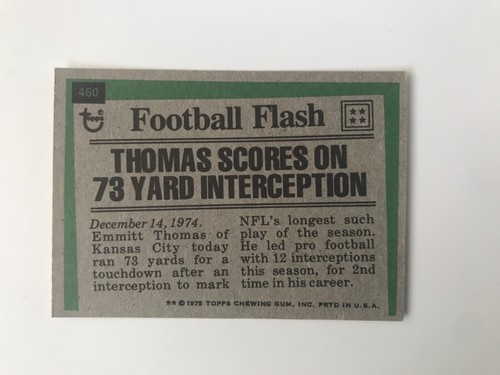 460
Topps
Football Flash
THOMAS SCORES ON
73 YARD INTERCEPTION
December 14, 1974.
Emmitt Thomas of
Kansas City today
ran 73 yards for a
touchdown after an
interception to mark
NFL's longest such
play of the season.
He led pro football
with 12 interceptions
this season, for 2nd
time in his career.
★★ © 1975 TOPPS CHEWING GUM, INC. PRTD IN U.S.A.